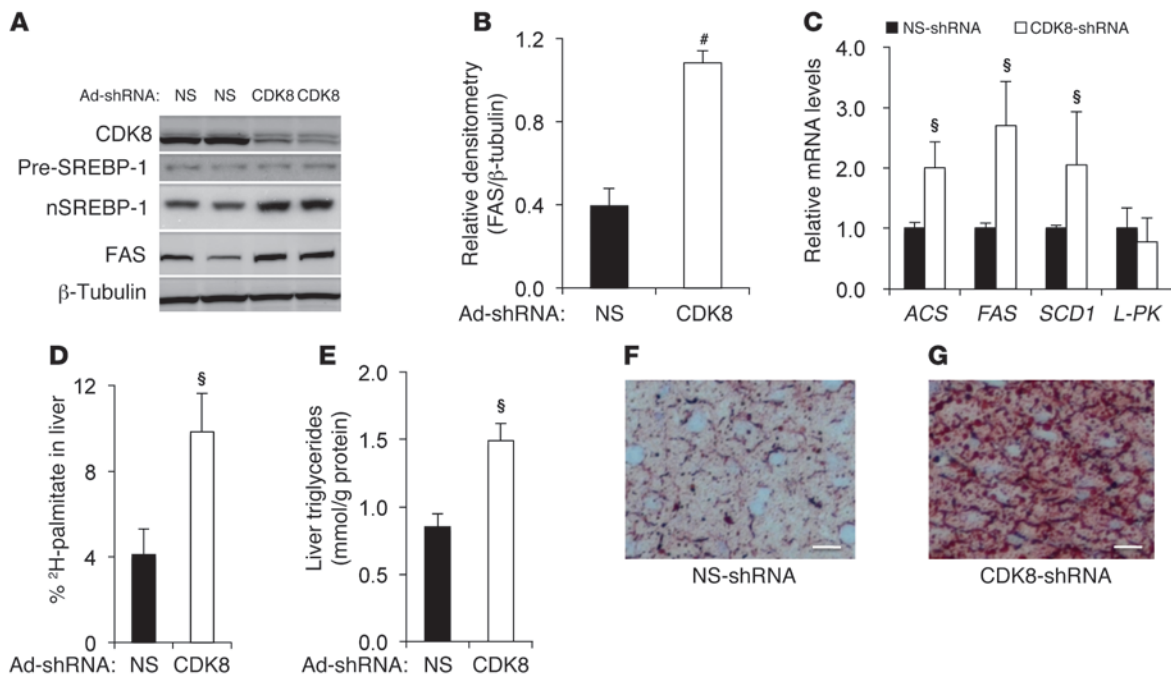 A
Ad-shRNA: NS NS CDK8 CDK8
CDK8
Pre-SREBP-1
nSREBP-1
FAS
β-Tubulin
B
Relative densitometry
(FAS/β-tubulin)
1.2
0.8
0.4
0.0
#
Ad-shRNA: NS CDK8
C
NS-shRNA CDK8-shRNA
Relative mRNA levels
4.0
3.0
2.0
1.0
0.0
§ § §
ACS FAS SCD1 L-PK
D
% ²H-palmitate in liver
12
8
4
0
§
Ad-shRNA: NS CDK8
E
Liver triglycerides
(mmol/g protein)
2.0
1.5
1.0
0.5
0.0
§
Ad-shRNA: NS CDK8
F
NS-shRNA
G
CDK8-shRNA